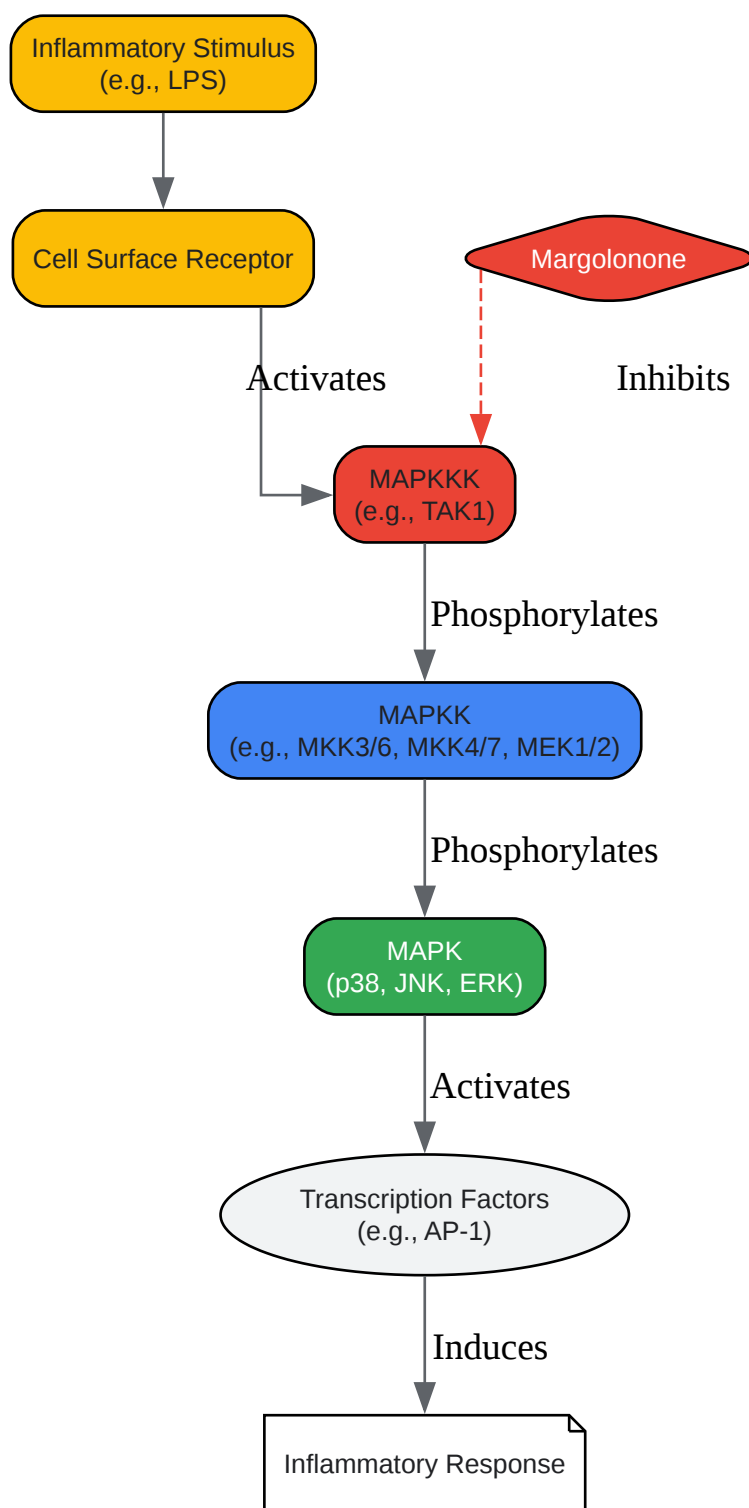 Inflammatory Stimulus
(e.g., LPS)
Cell Surface Receptor
Margolonone
Activates
Inhibits
MAPKKK
(e.g., TAK1)
Phosphorylates
MAPKK
(e.g., MKK3/6, MKK4/7, MEK1/2)
Phosphorylates
MAPK
(p38, JNK, ERK)
Activates
Transcription Factors
(e.g., AP-1)
Induces
Inflammatory Response